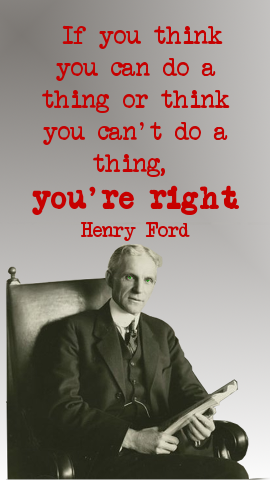 If you think
you can do a
thing or think
you can't do a
thing,
you're right
Henry Ford